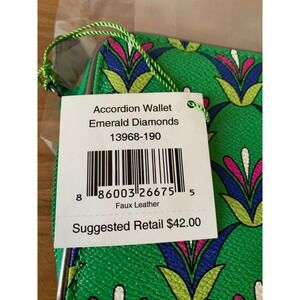 Accordion Wallet
Emerald Diamonds
13968-190
8 86003 26675 5
Faux Leather
Suggested Retail $42.00